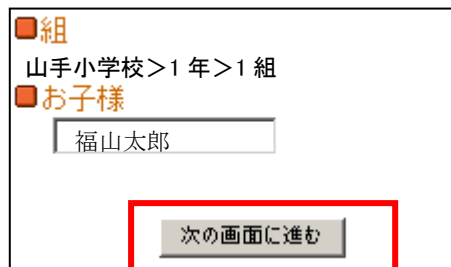 ■組
山手小学校＞1年＞1組
■お子様
福山太郎
次の画面に進む